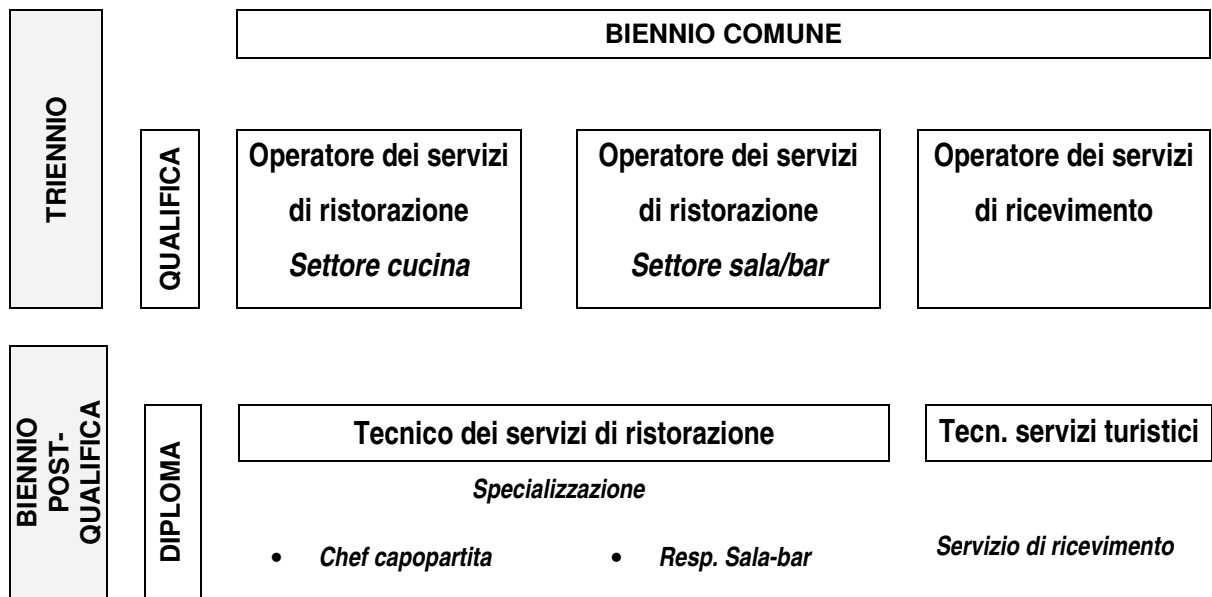 BIENNIO COMUNE
TRIENNIO
QUALIFICA
Operatore dei servizi
di ristorazione
Settore cucina
Operatore dei servizi
di ristorazione
Settore sala/bar
Operatore dei servizi
di ricevimento
BIENNIO
POST-
QUALIFICA
DIPLOMA
Tecnico dei servizi di ristorazione
Specializzazione
• Chef capopartita
• Resp. Sala-bar
Tecn. servizi turistici
Servizio di ricevimento